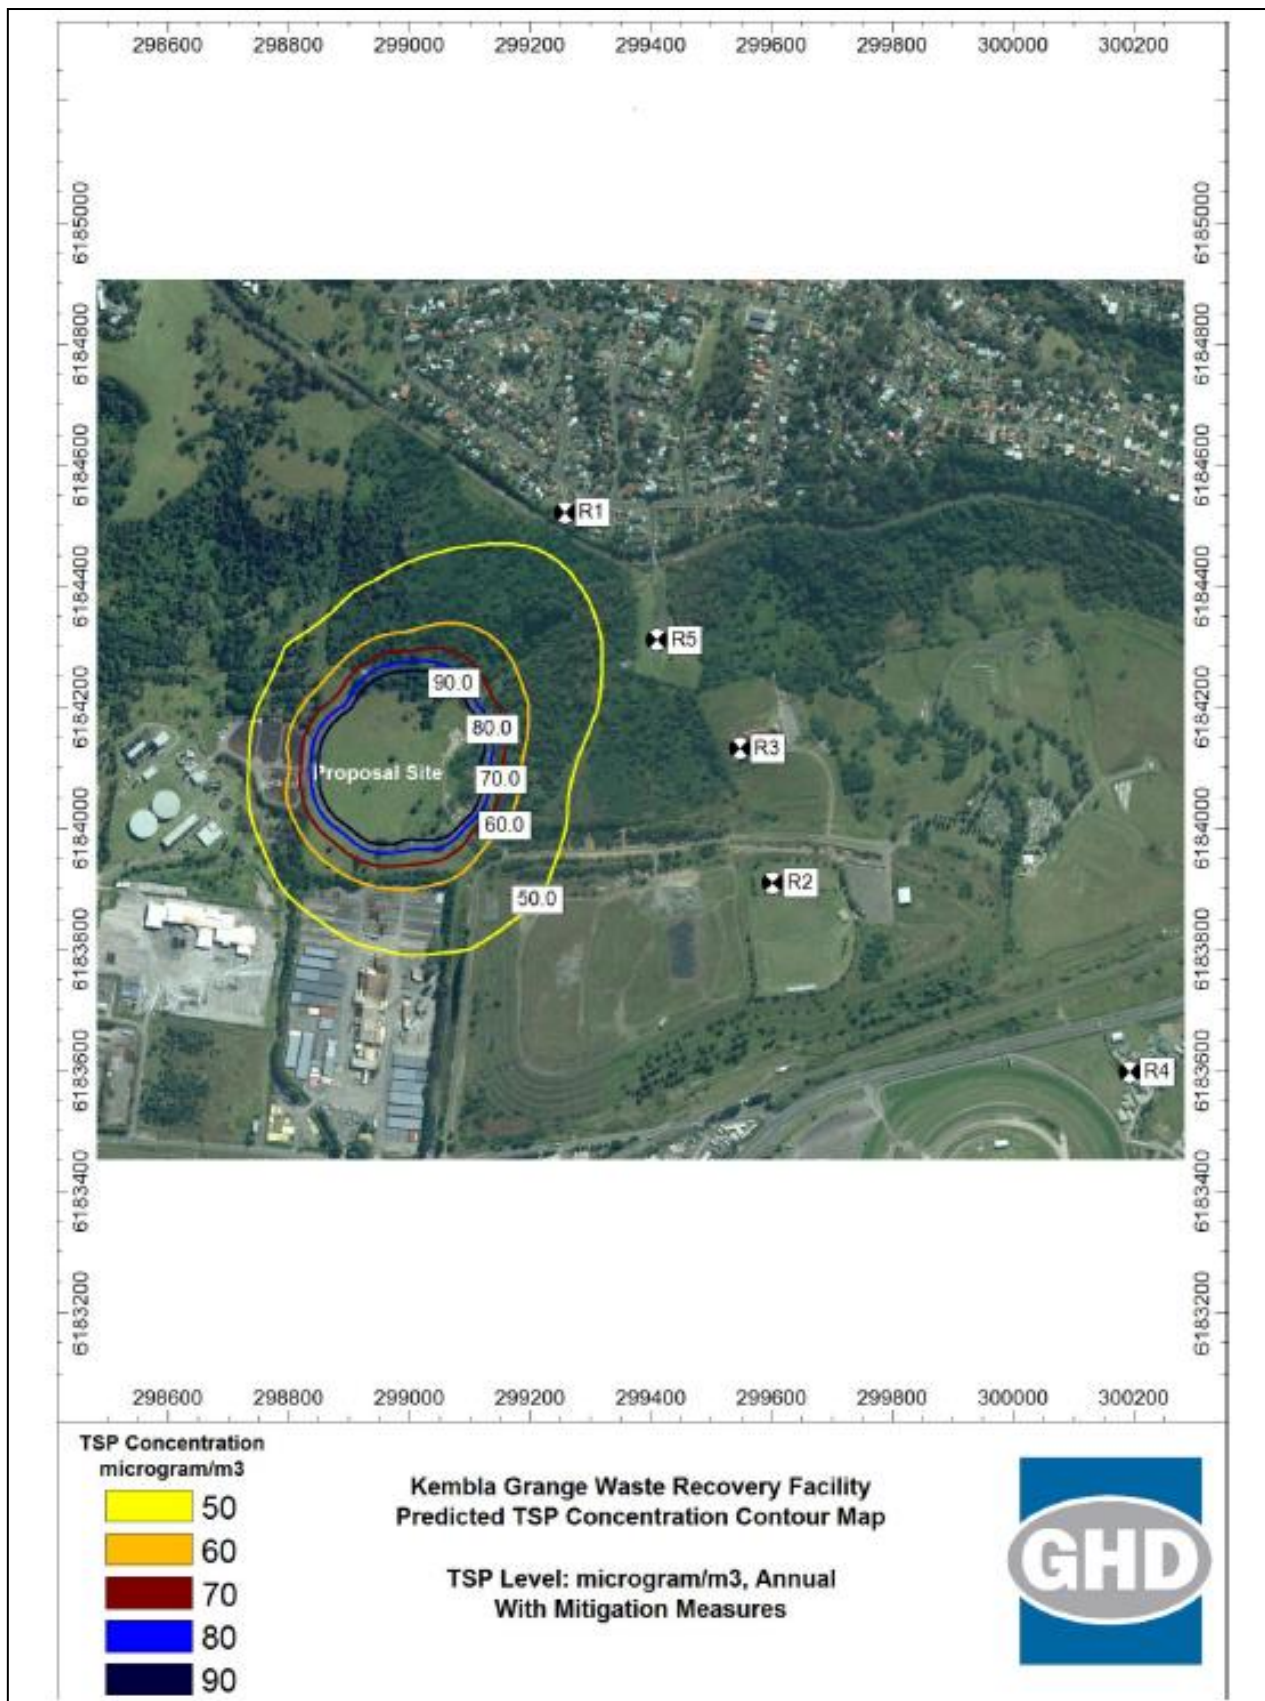 298600 298800 299000 299200 299400 299600 299800 300000 300200
6185000 6185000
6184800 6184800
6184600 6184600
R1
6184400 6184400
R5
6184200 6184200
90.0
80.0
R3
Proposal Site
70.0
6184000 6184000
60.0
R2
50.0
6183800 6183800
6183600 6183600
R4
6183400 6183400
6183200 6183200
298600 298800 299000 299200 299400 299600 299800 300000 300200
TSP Concentration
microgram/m3
50
60
70
80
90
Kembla Grange Waste Recovery Facility
Predicted TSP Concentration Contour Map
TSP Level: microgram/m3, Annual
With Mitigation Measures
GHD